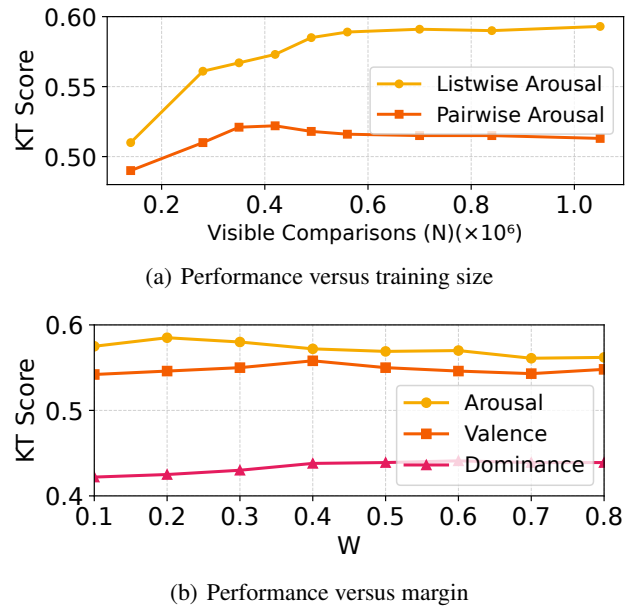 0.60
0.55
0.50
KT Score
Listwise Arousal
Pairwise Arousal
0.2 0.4 0.6 0.8 1.0
Visible Comparisons (N)(×10⁶)
(a) Performance versus training size
0.6
0.5
0.4
KT Score
Arousal
Valence
Dominance
0.1 0.2 0.3 0.4 0.5 0.6 0.7 0.8
W
(b) Performance versus margin